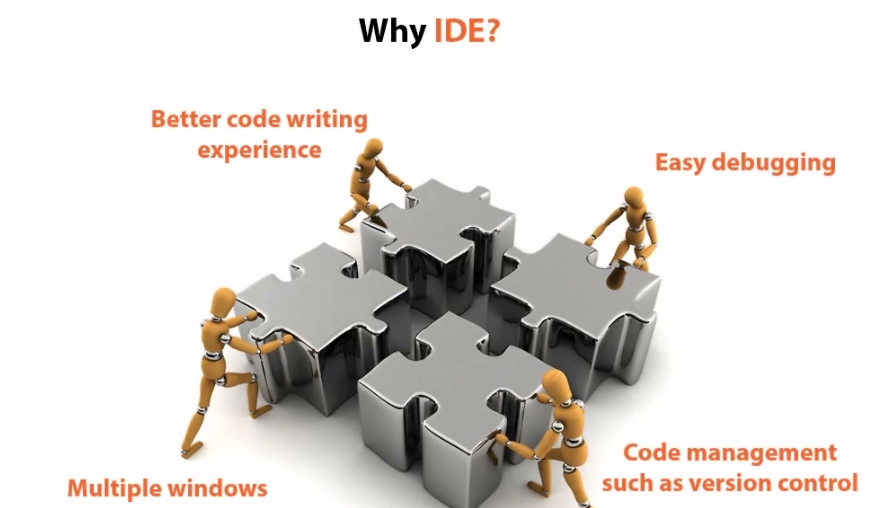 Why IDE?
Better code writing
experience
Easy debugging
Multiple windows
Code management
such as version control